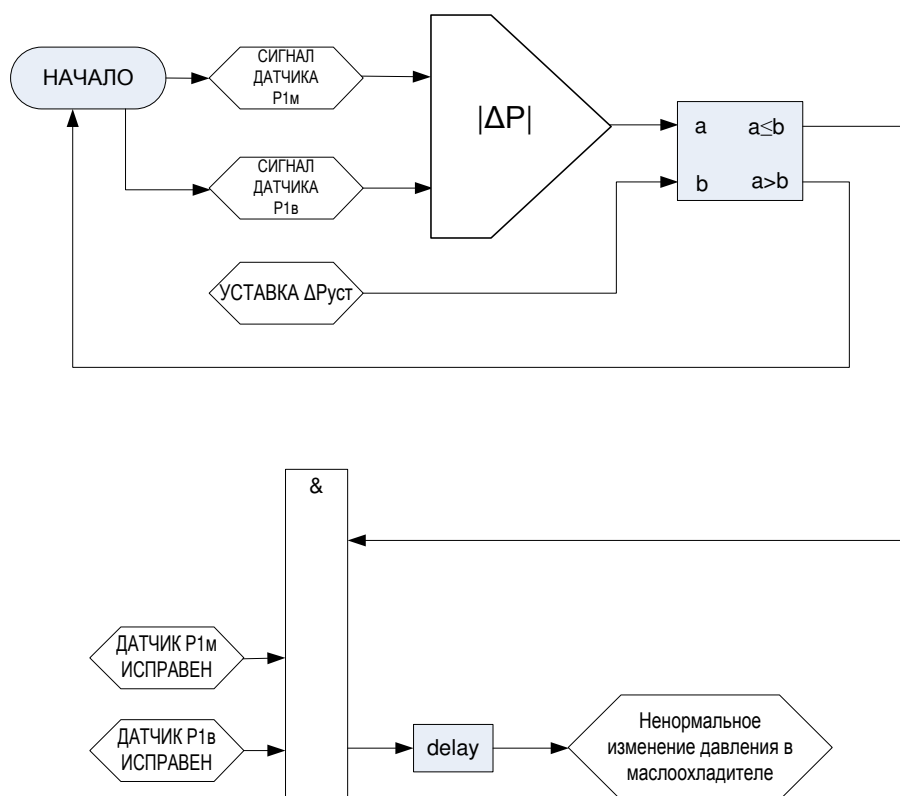 НАЧАЛО
СИГНАЛ
ДАТЧИКА
Р1м
СИГНАЛ
ДАТЧИКА
Р1в
|ΔP|
a a≤b
b a>b
УСТАВКА ΔРуст
&
ДАТЧИК Р1м
ИСПРАВЕН
ДАТЧИК Р1в
ИСПРАВЕН
delay
Ненормальное
изменение давления в
маслоохладителе